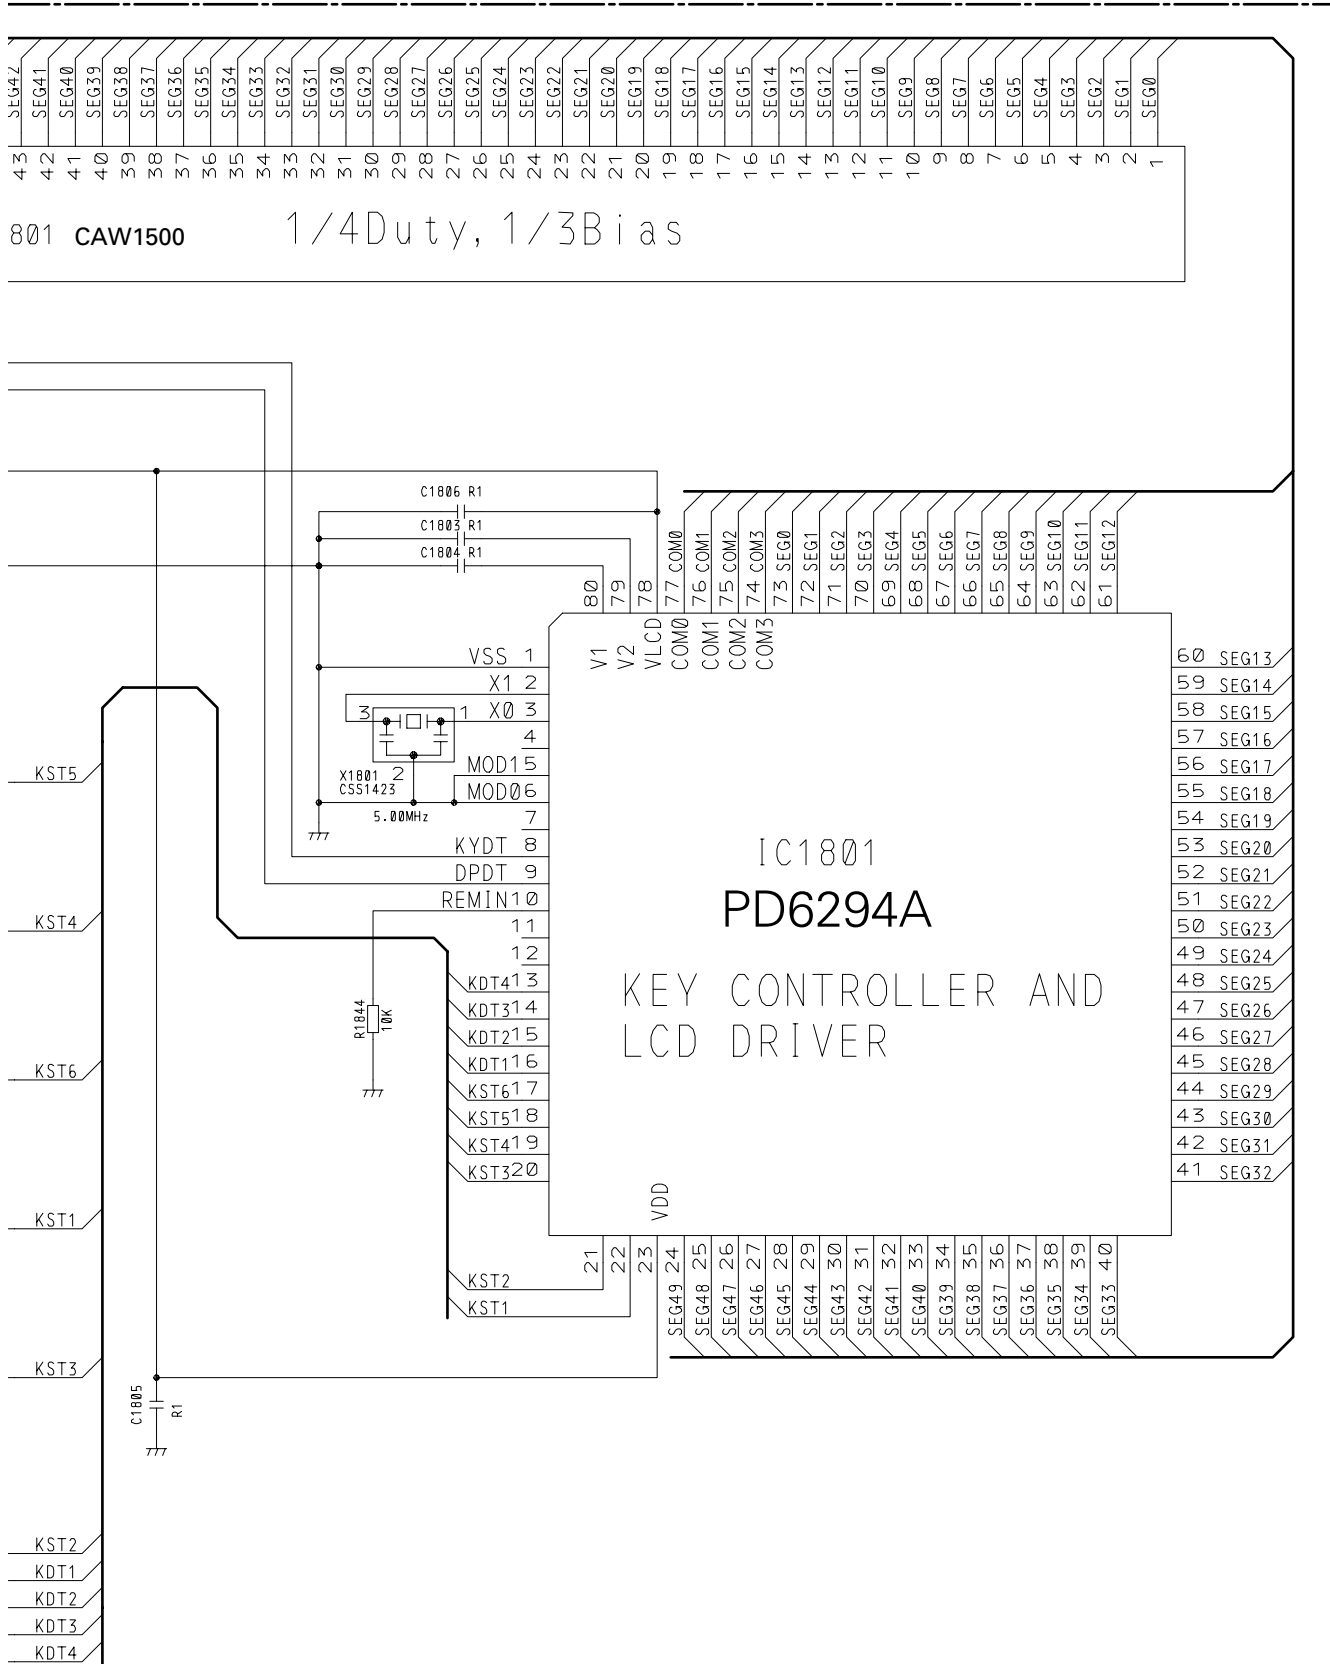 SEG42 SEG41 SEG40 SEG39 SEG38 SEG37 SEG36 SEG35 SEG34 SEG33 SEG32 SEG31 SEG30 SEG29 SEG28 SEG27 SEG26 SEG25 SEG24 SEG23 SEG22 SEG21 SEG20 SEG19 SEG18 SEG17 SEG16 SEG15 SEG14 SEG13 SEG12 SEG11 SEG10 SEG9 SEG8 SEG7 SEG6 SEG5 SEG4 SEG3 SEG2 SEG1 SEG0
43 42 41 40 39 38 37 36 35 34 33 32 31 30 29 28 27 26 25 24 23 22 21 20 19 18 17 16 15 14 13 12 11 10 9 8 7 6 5 4 3 2 1
801 CAW1500 1/4Duty, 1/3Bias
C1806 R1
C1803 R1
C1804 R1
COM0 COM1 COM2 COM3 SEG0 SEG1 SEG2 SEG3 SEG4 SEG5 SEG6 SEG7 SEG8 SEG9 SEG10 SEG11 SEG12
80 79 78 77 76 75 74 73 72 71 70 69 68 67 66 65 64 63 62 61
V1 V2 VLCD COM0 COM1 COM2 COM3
VSS 1
X1 2
X0 3
4
MOD1 5
MOD0 6
7
KYDT 8
DPDT 9
REMIN 10
11
12
KDT4 13
KDT3 14
KDT2 15
KDT1 16
KST6 17
KST5 18
KST4 19
KST3 20
3 1
2
X1801
CSS1423
5.00MHz
R1844
10K
IC1801
PD6294A
KEY CONTROLLER AND
LCD DRIVER
VDD
60 SEG13
59 SEG14
58 SEG15
57 SEG16
56 SEG17
55 SEG18
54 SEG19
53 SEG20
52 SEG21
51 SEG22
50 SEG23
49 SEG24
48 SEG25
47 SEG26
46 SEG27
45 SEG28
44 SEG29
43 SEG30
42 SEG31
41 SEG32
21 22 23 24 25 26 27 28 29 30 31 32 33 34 35 36 37 38 39 40
SEG49 SEG48 SEG47 SEG46 SEG45 SEG44 SEG43 SEG42 SEG41 SEG40 SEG39 SEG38 SEG37 SEG36 SEG35 SEG34 SEG33
KST2
KST1
KST5
KST4
KST6
KST1
KST3
C1805
R1
KST2
KDT1
KDT2
KDT3
KDT4